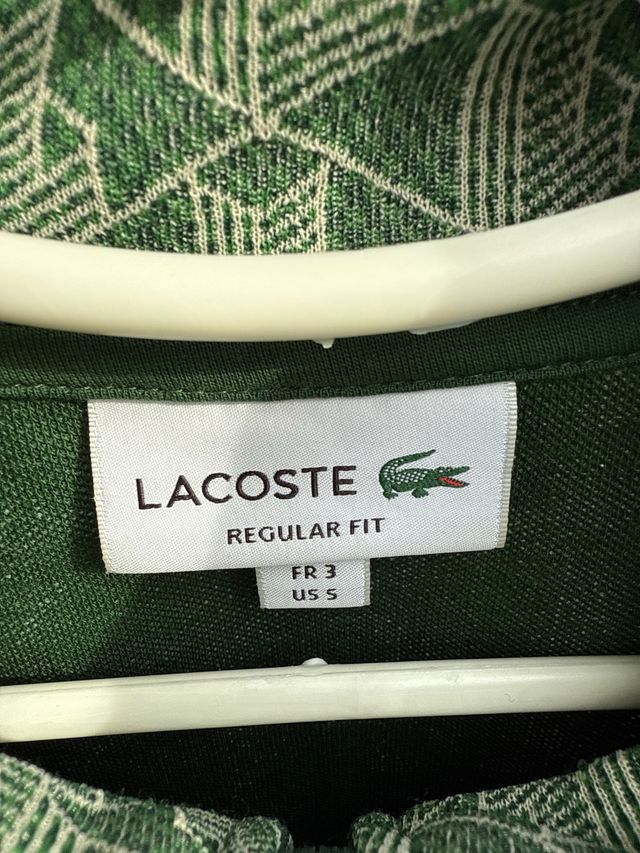 LACOSTE
REGULAR FIT
FR 3
US S